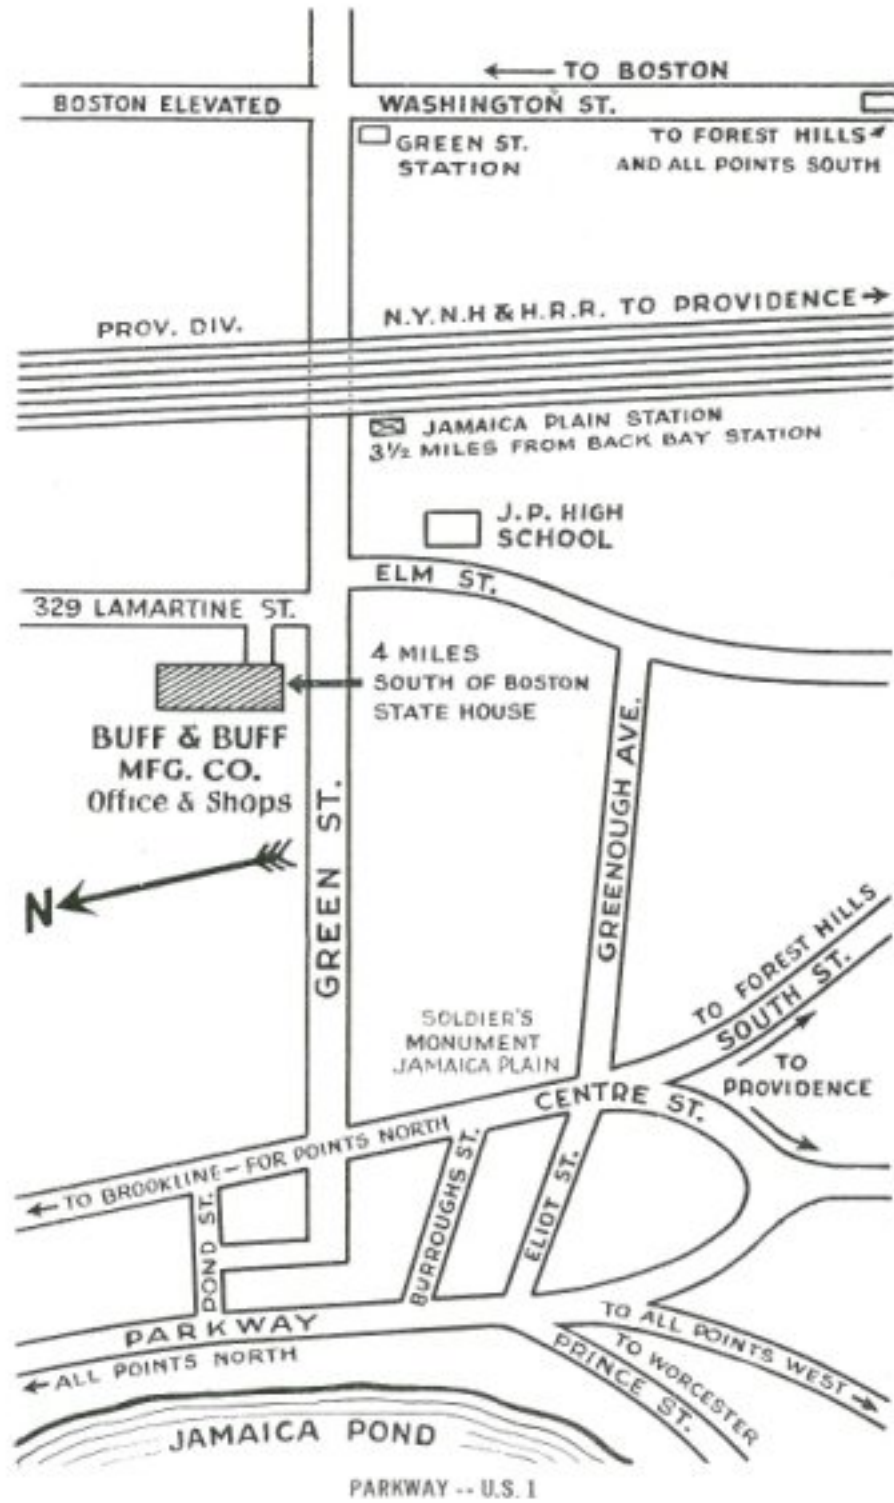 ← TO BOSTON
BOSTON ELEVATED
WASHINGTON ST.
GREEN ST.
STATION
TO FOREST HILLS
AND ALL POINTS SOUTH
PROV. DIV.
N.Y.N.H & H.R.R. TO PROVIDENCE →
JAMAICA PLAIN STATION
3½ MILES FROM BACK BAY STATION
J.P. HIGH
SCHOOL
ELM ST.
329 LAMARTINE ST.
4 MILES
SOUTH OF BOSTON
STATE HOUSE
BUFF & BUFF
MFG. CO.
Office & Shops
GREEN ST.
N
GREENOUGH AVE.
SOLDIER'S
MONUMENT
JAMAICA PLAIN
TO FOREST HILLS
SOUTH ST.
TO
PROVIDENCE
CENTRE ST.
← TO BROOKLINE - FOR POINTS NORTH
POND ST.
BURROUGHS ST.
ELIOT ST.
PARKWAY
← ALL POINTS NORTH
TO ALL POINTS WEST →
TO WORCESTER
PRINCE ST.
JAMAICA POND
PARKWAY -- U.S. 1